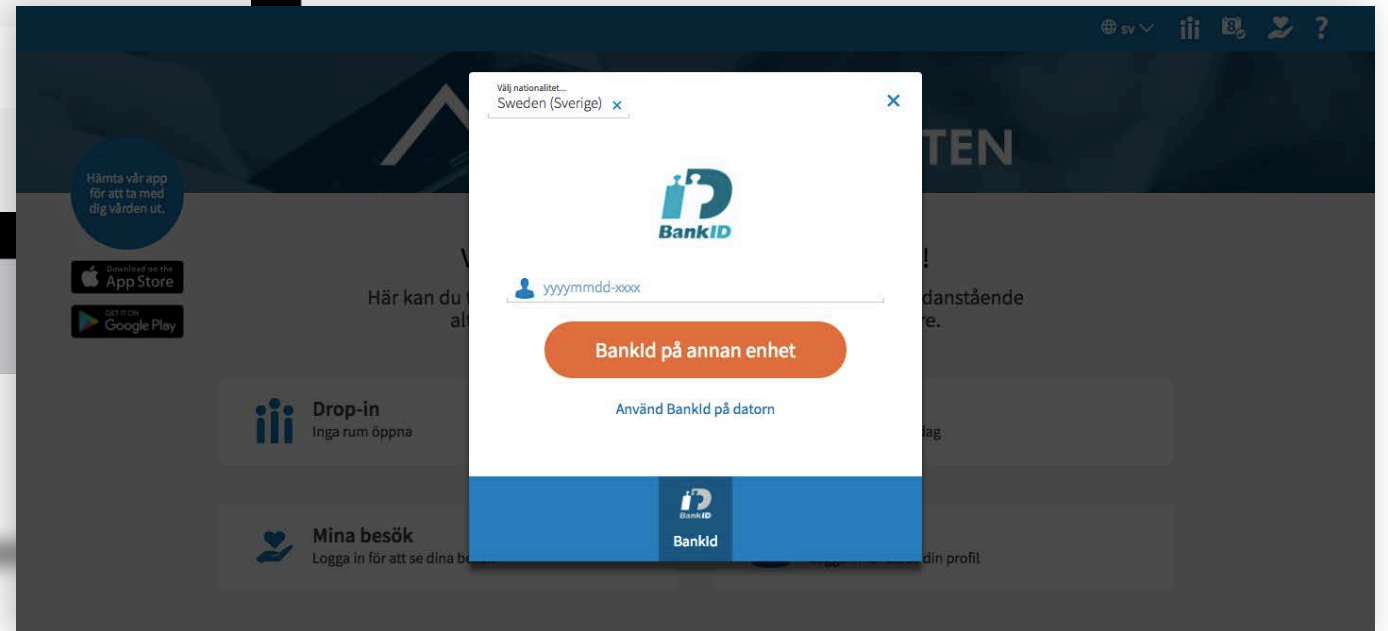 sv
8
?
Välj nationalitet...
Sweden (Sverige) ×
×
TEN
Hämta vår app
för att ta med
dig vården ut.
BankID
Download on the
App Store
GET IT ON
Google Play
!
Här kan du
danstående
yyyymmdd-xxxx
re.
BankId på annan enhet
Använd BankId på datorn
Drop-in
Inga rum öppna
BankID
BankId
Mina besök
Logga in för att se dina
din profil